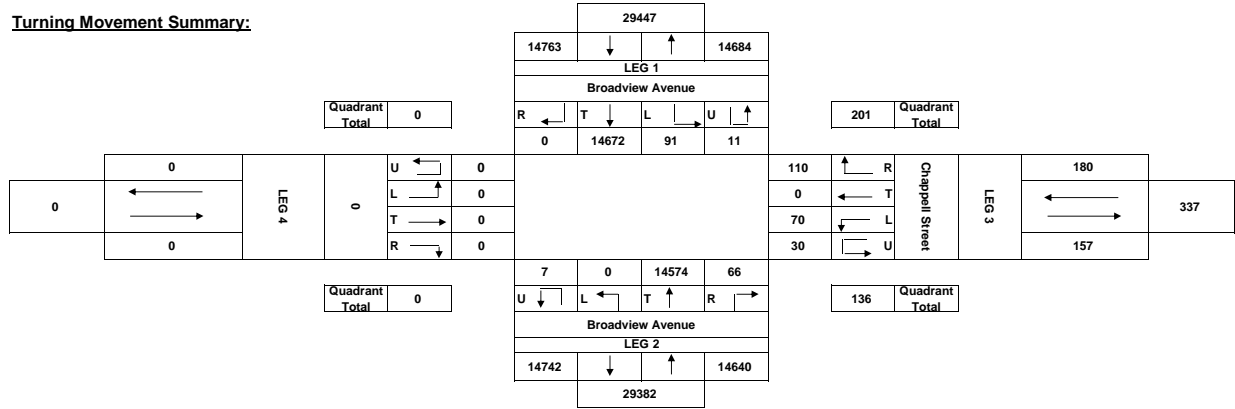 Turning Movement Summary:
29447
14763 14684
LEG 1
Broadview Avenue
Quadrant Total 0
R T L U
201 Quadrant Total
0 14672 91 11
0 U 0 110 R 180
0 LEG 4 0 L 0 0 T Chappell Street LEG 3 337
T 0 70 L
0 R 0 30 U 157
7 0 14574 66
Quadrant Total 0
U L T R
136 Quadrant Total
Broadview Avenue
LEG 2
14742 14640
29382